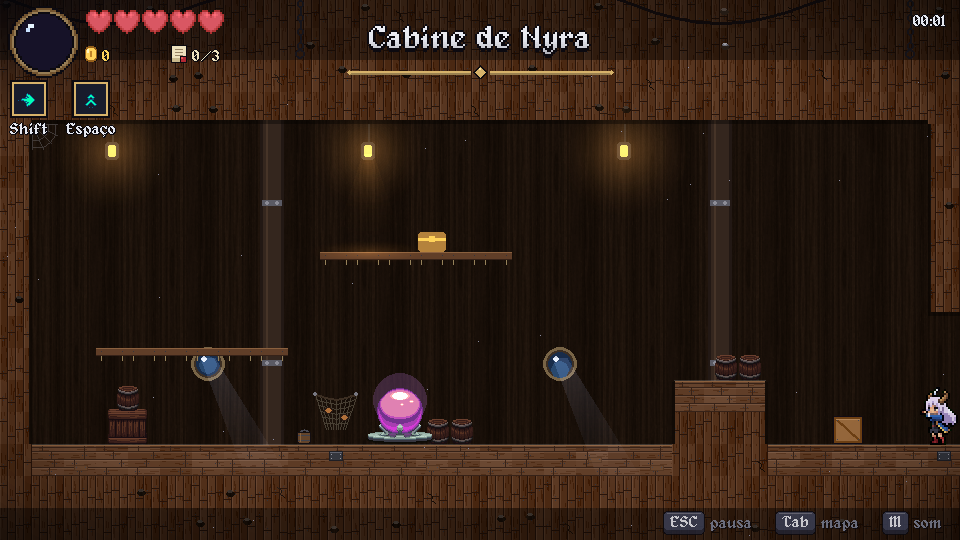 Cabine de Nyra
00:01
0
0/3
Shift
Espaço
ESC pausa
Tab mapa
M som